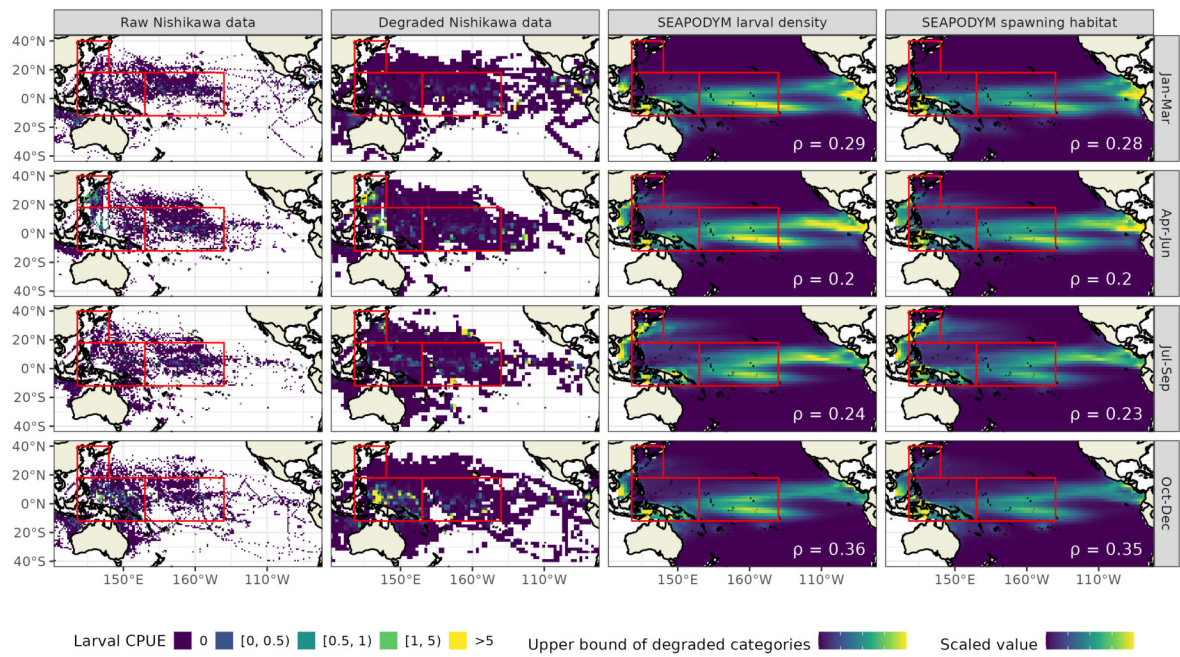 Raw Nishikawa data
Degraded Nishikawa data
SEAPODYM larval density
SEAPODYM spawning habitat
40°N
20°N
0°N
20°S
40°S
ρ = 0.29
ρ = 0.28
Jan-Mar
40°N
20°N
0°N
20°S
40°S
ρ = 0.2
ρ = 0.2
Apr-Jun
40°N
20°N
0°N
20°S
40°S
ρ = 0.24
ρ = 0.23
Jul-Sep
40°N
20°N
0°N
20°S
40°S
ρ = 0.36
ρ = 0.35
Oct-Dec
150°E 160°W 110°W
150°E 160°W 110°W
150°E 160°W 110°W
150°E 160°W 110°W
Larval CPUE 0 [0, 0.5) [0.5, 1) [1, 5) >5
Upper bound of degraded categories
Scaled value